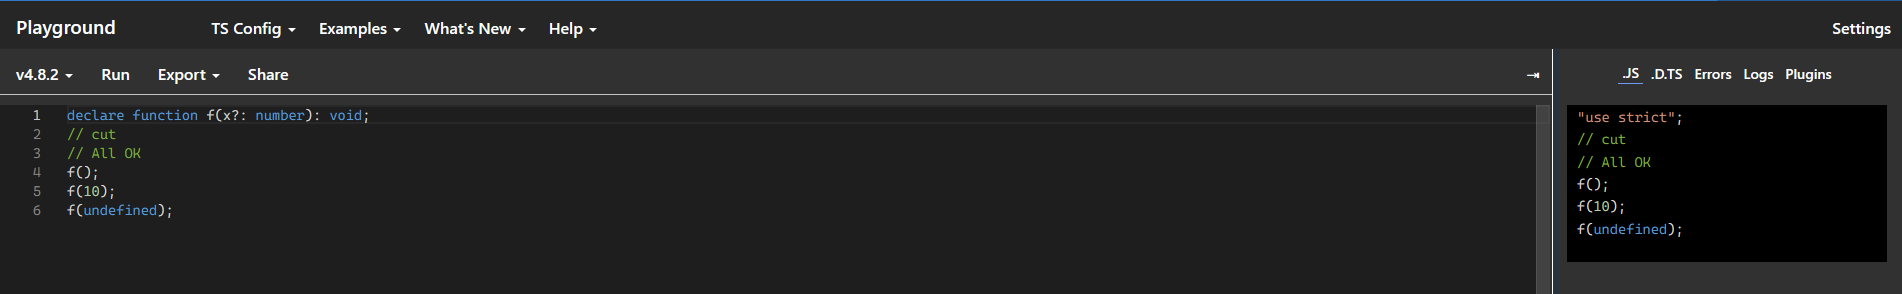 Playground TS Config Examples What's New Help Settings
v4.8.2 Run Export Share
.JS .D.TS Errors Logs Plugins
1 declare function f(x?: number): void;
2 // cut
3 // All OK
4 f();
5 f(10);
6 f(undefined);
"use strict";
// cut
// All OK
f();
f(10);
f(undefined);